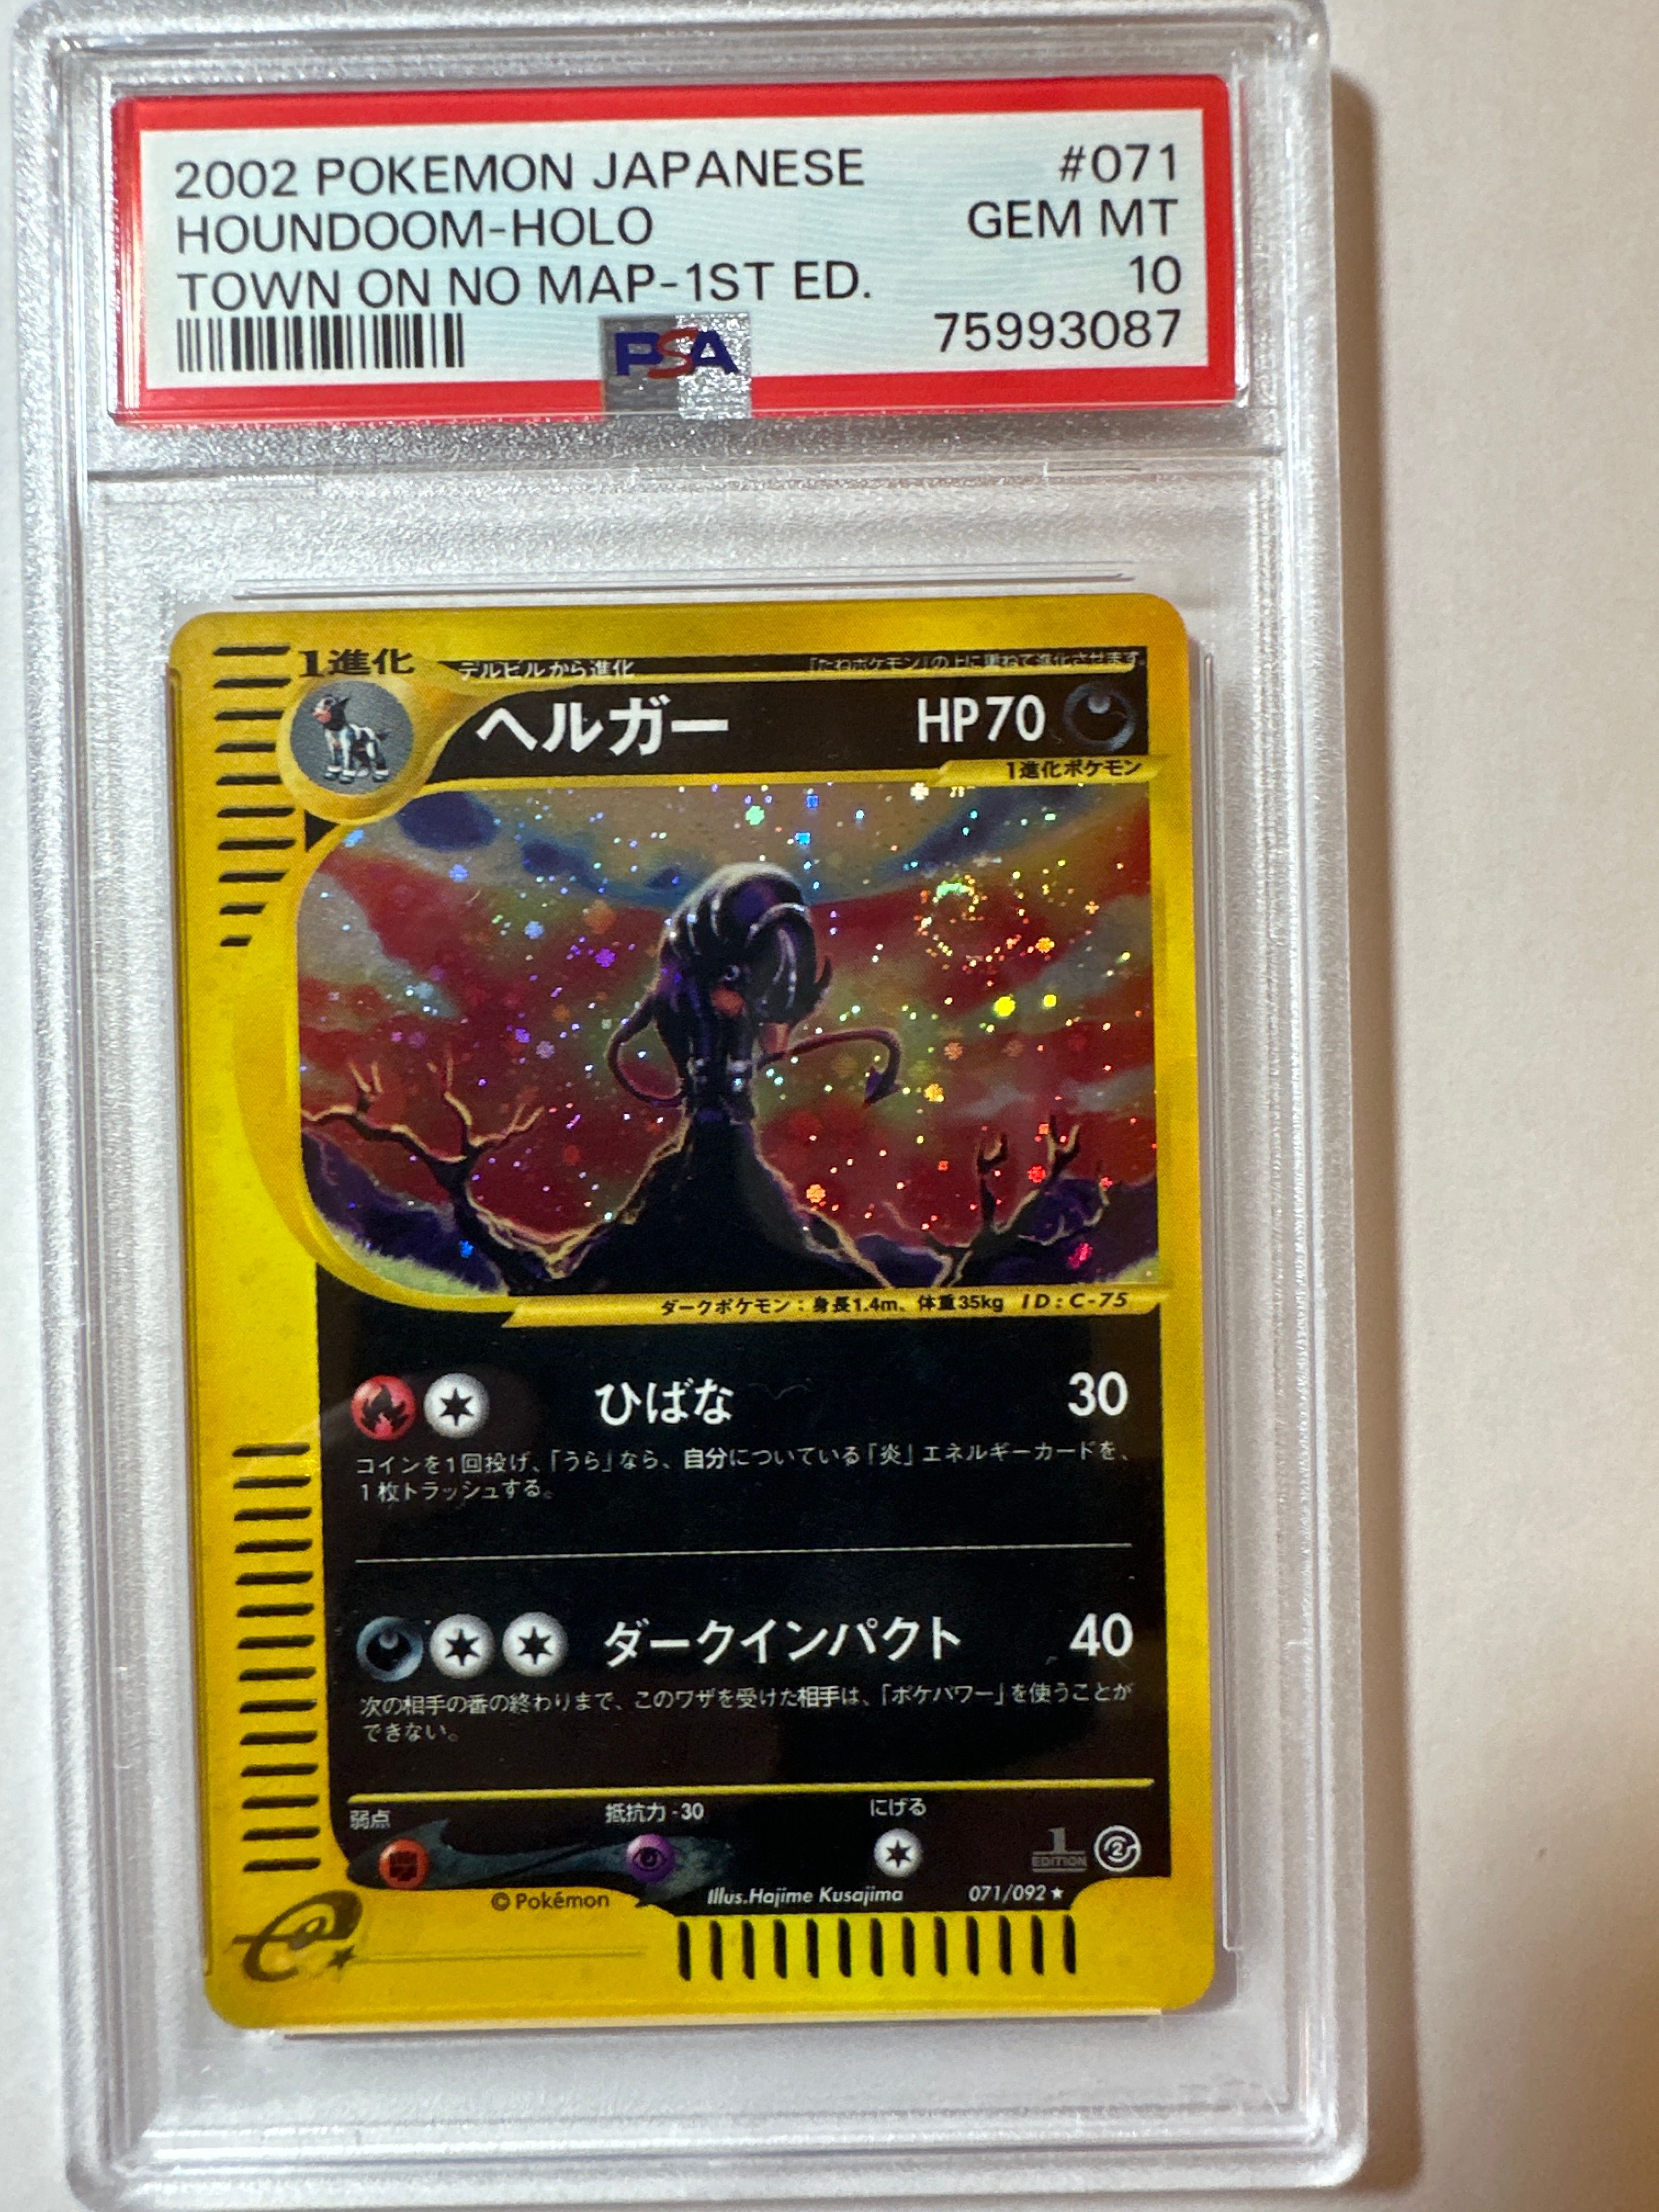 2002 POKEMON JAPANESE #071
HOUNDOOM-HOLO GEM MT
TOWN ON NO MAP-1ST ED. 10
PSA 75993087
1進化 デルビルから進化 「たねポケモン」の上に重ねて進化させます。
ヘルガー HP70
1進化ポケモン
ダークポケモン：身長1.4m、体重35kg ID:C-75
ひばな 30
コインを1回投げ、「うら」なら、自分についている「炎」エネルギーカードを、
1枚トラッシュする。
ダークインパクト 40
次の相手の番の終わりまで、このワザを受けた相手は、「ポケパワー」を使うことが
できない。
弱点 抵抗力-30 にげる
1 EDITION 2
© Pokémon Illus.Hajime Kusajima 071/092★
e